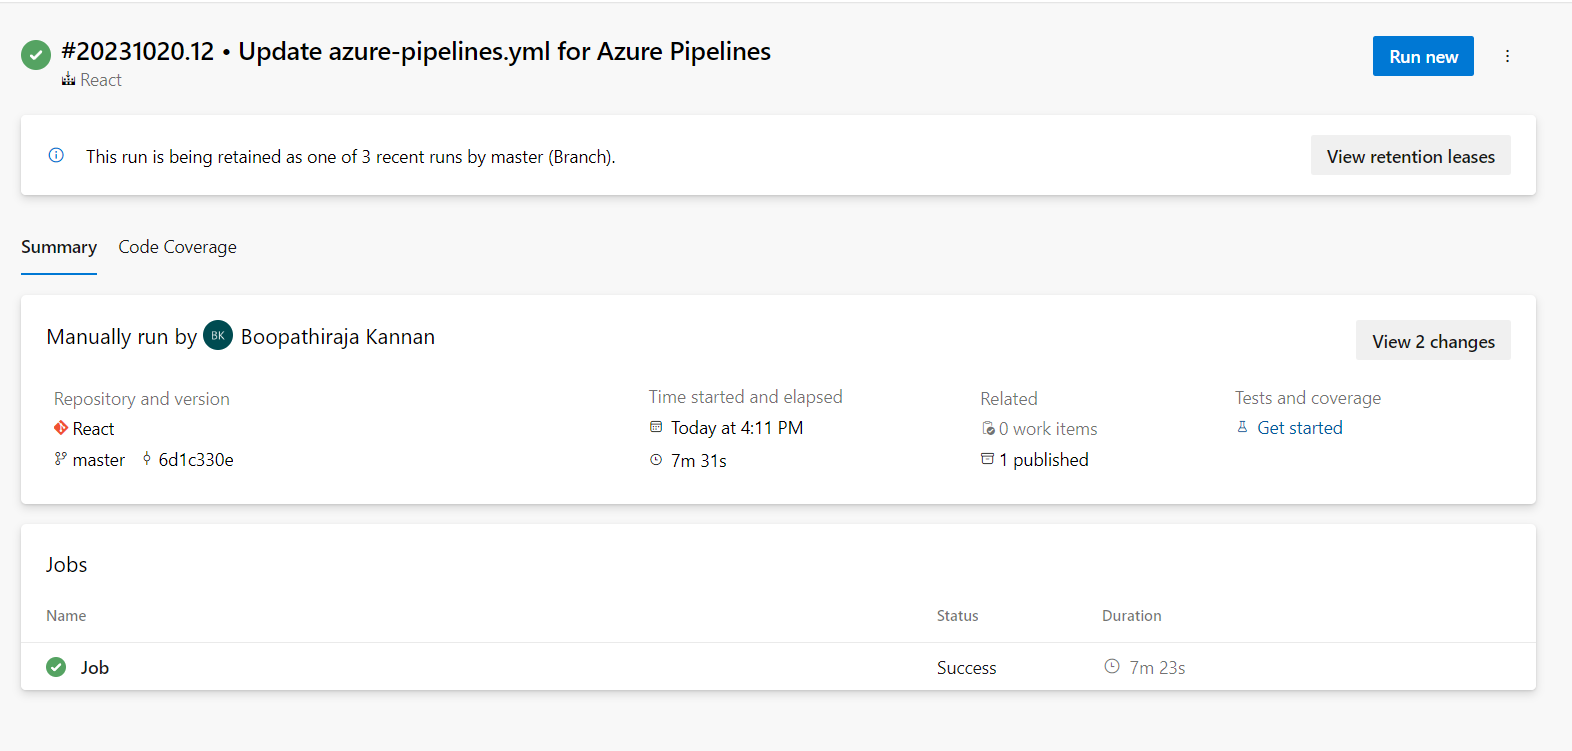 #20231020.12 • Update azure-pipelines.yml for Azure Pipelines
React
Run new
This run is being retained as one of 3 recent runs by master (Branch).
View retention leases
Summary Code Coverage
Manually run by BK Boopathiraja Kannan
View 2 changes
Repository and version
React
master 6d1c330e
Time started and elapsed
Today at 4:11 PM
7m 31s
Related
0 work items
1 published
Tests and coverage
Get started
Jobs
Name Status Duration
Job Success 7m 23s